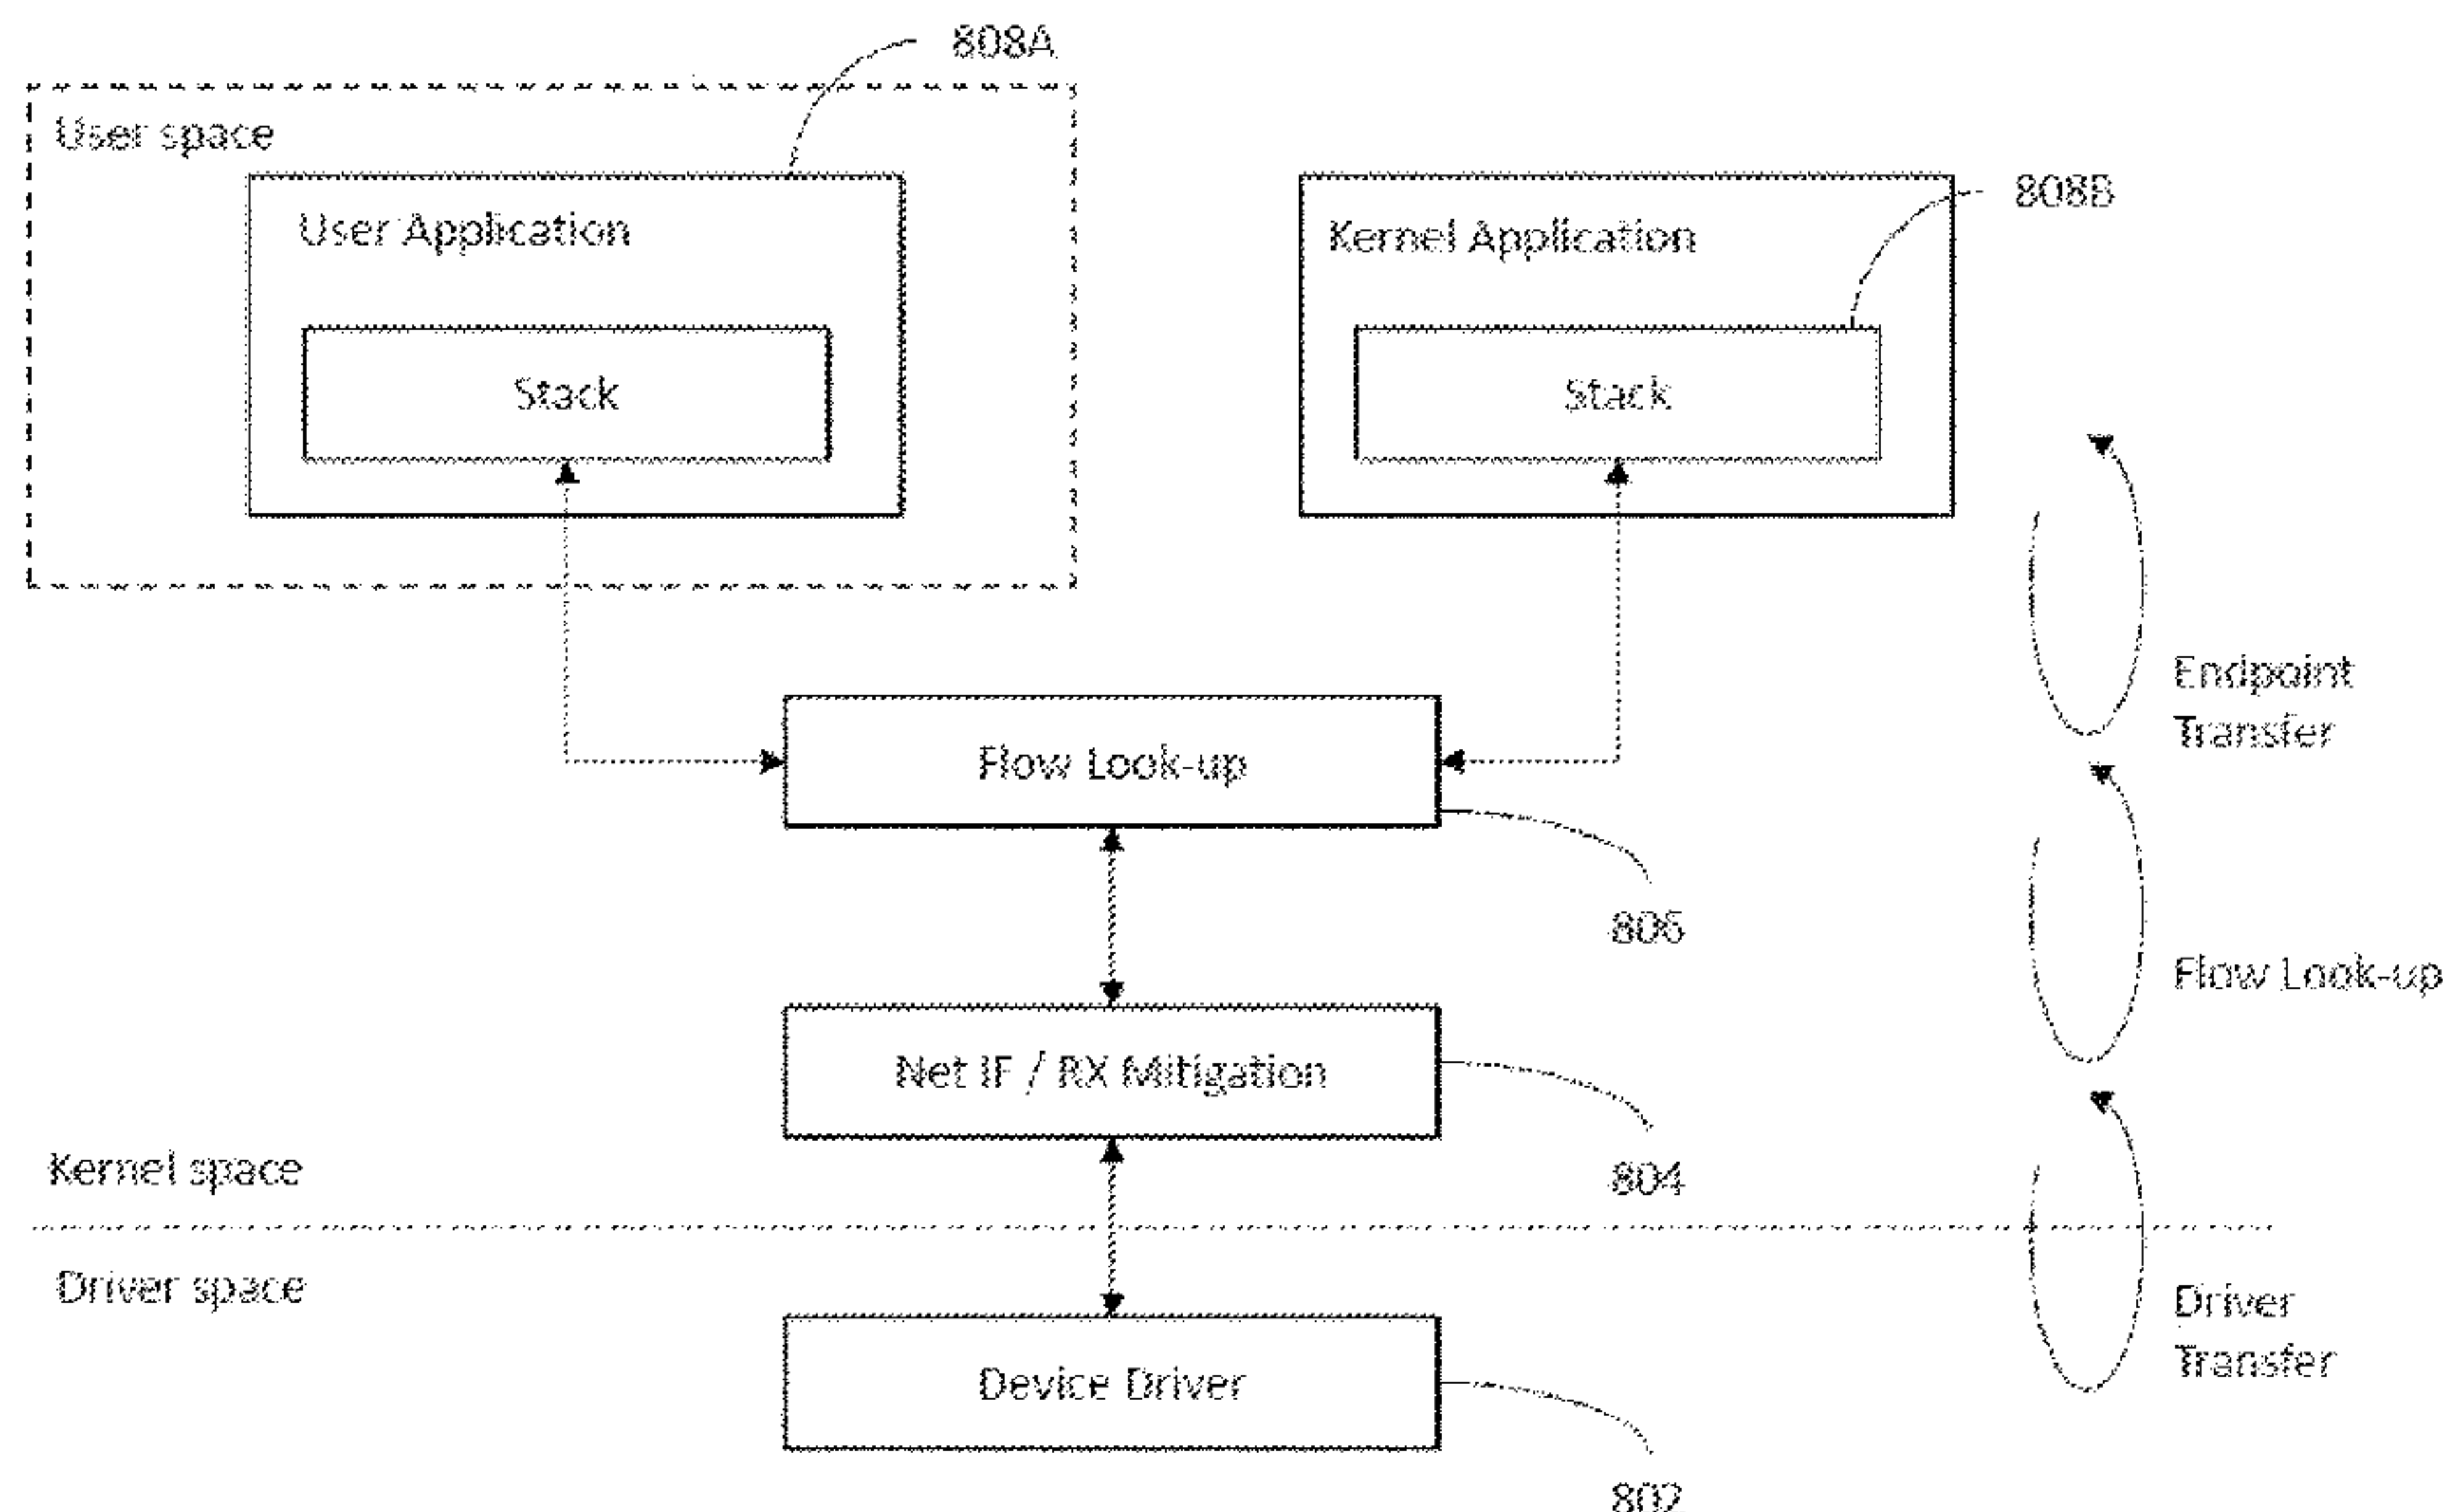 808A
User space
User Application
808B
Kernel Application
Stack
Stack
Endpoint
Transfer
Flow Look-up
806
Flow Look-up
Net IF / RX Mitigation
Kernel space
804
Driver space
Driver
Transfer
Device Driver
802